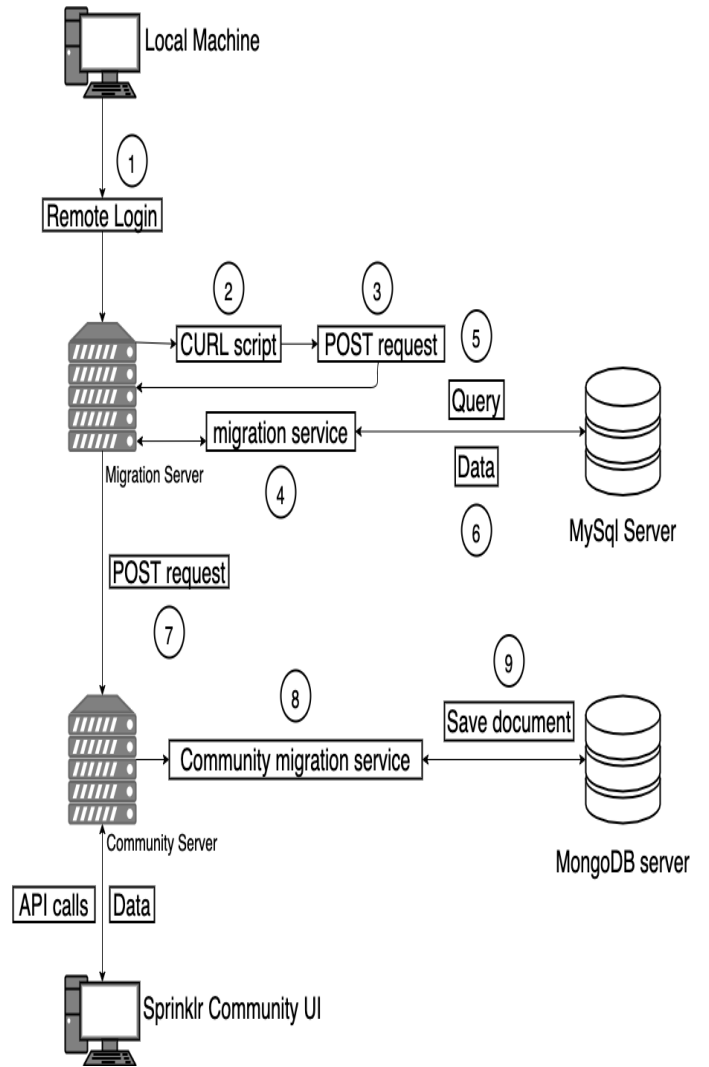 Local Machine
1
Remote Login
2
3
CURL script
POST request
5
Query
migration service
Data
Migration Server
4
6
MySql Server
POST request
7
8
9
Save document
Community migration service
Community Server
MongoDB server
API calls
Data
Sprinklr Community UI